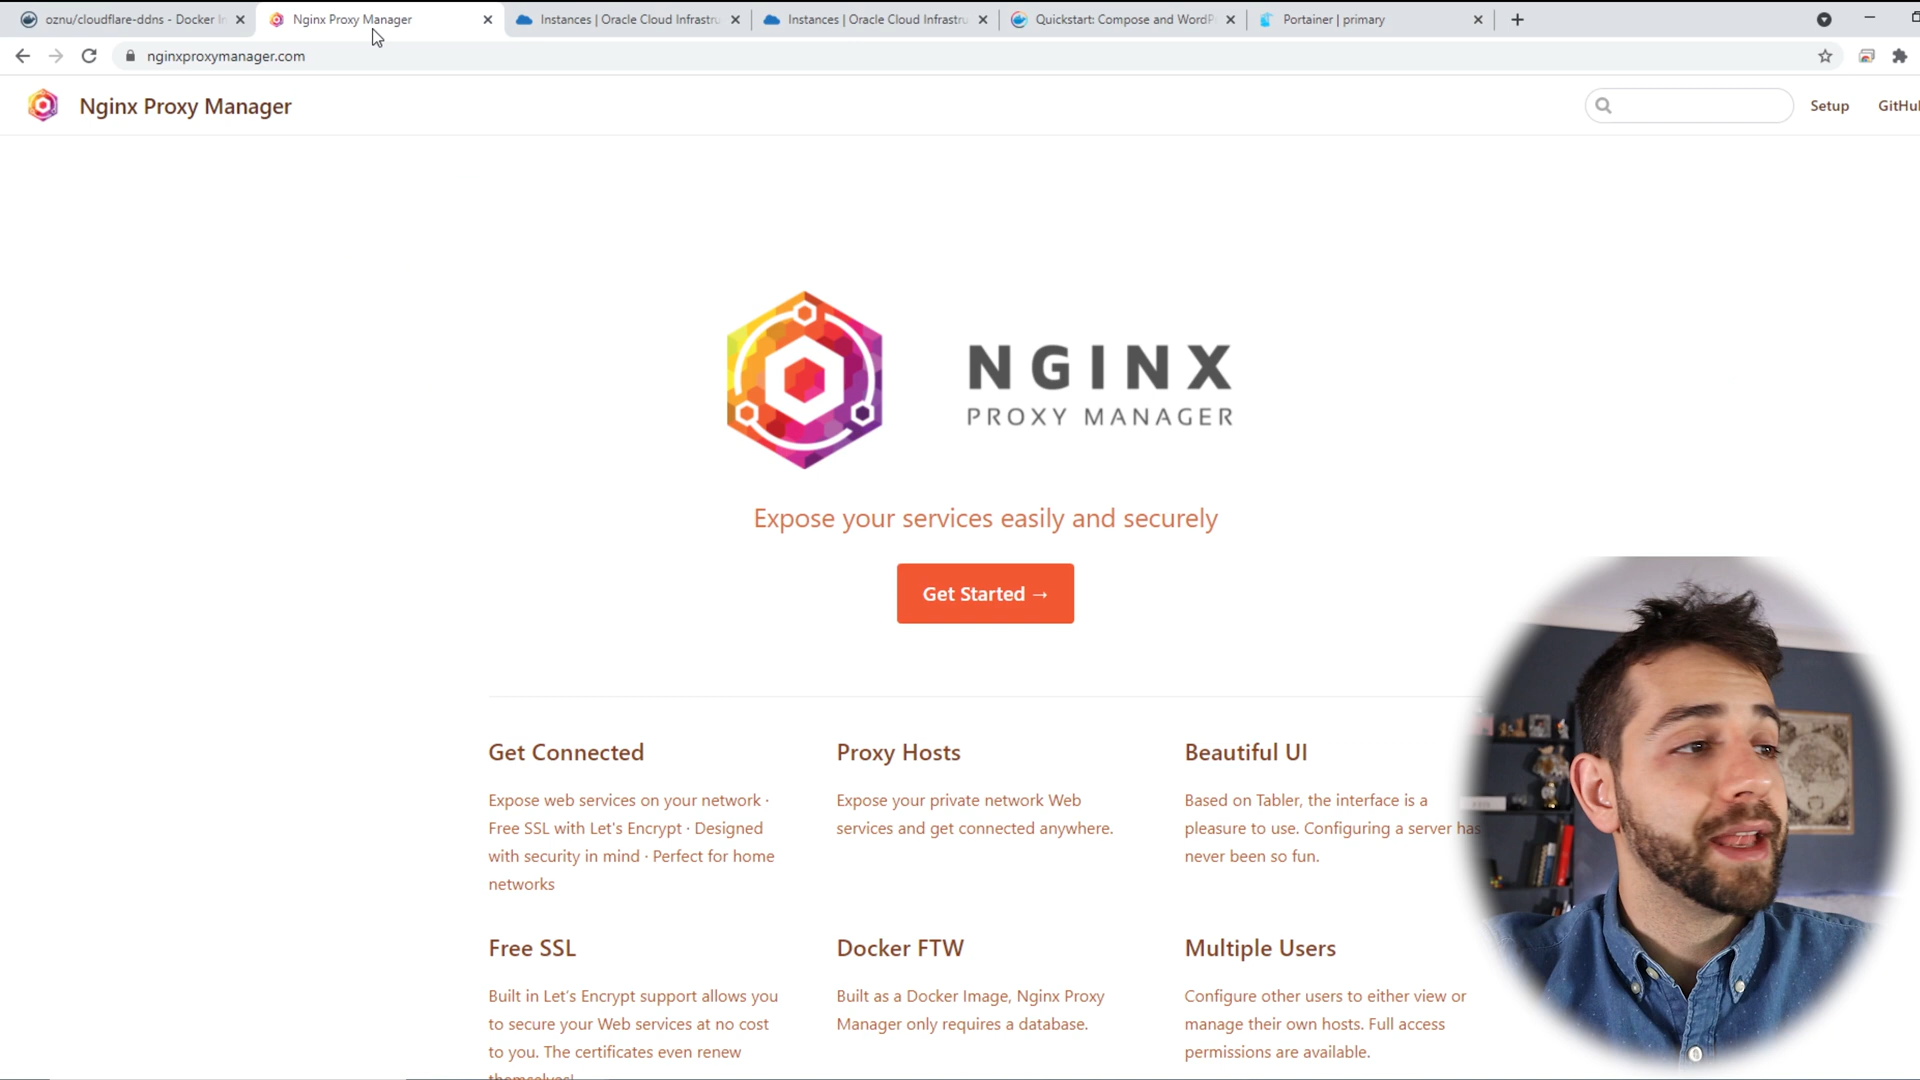 oznu/cloudflare-ddns - Docker
Nginx Proxy Manager
Instances | Oracle Cloud Infrastru
Instances | Oracle Cloud Infrastru
Quickstart: Compose and WordP
Portainer | primary
nginxproxymanager.com
Nginx Proxy Manager
Setup
GitHu
NGINX
PROXY MANAGER
Expose your services easily and securely
Get Started →
Get Connected
Expose web services on your network ·
Free SSL with Let's Encrypt · Designed
with security in mind · Perfect for home
networks
Proxy Hosts
Expose your private network Web
services and get connected anywhere.
Beautiful UI
Based on Tabler, the interface is a
pleasure to use. Configuring a server has
never been so fun.
Free SSL
Built in Let's Encrypt support allows you
to secure your Web services at no cost
to you. The certificates even renew
themselves!
Docker FTW
Built as a Docker Image, Nginx Proxy
Manager only requires a database.
Multiple Users
Configure other users to either view or
manage their own hosts. Full access
permissions are available.